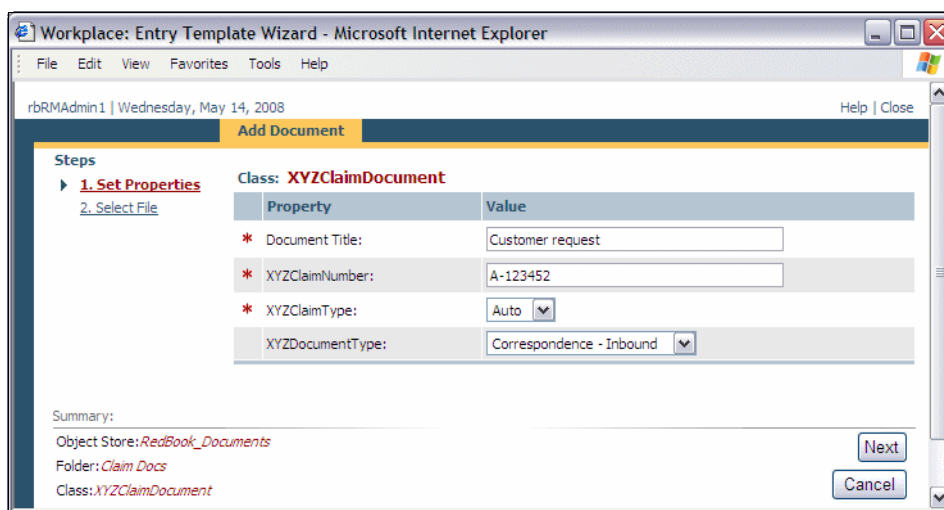 Workplace: Entry Template Wizard - Microsoft Internet Explorer
File Edit View Favorites Tools Help
rbRMAdmin1 | Wednesday, May 14, 2008 Help | Close
Add Document
Steps
1. Set Properties
2. Select File
Class: XYZClaimDocument
Property Value
* Document Title: Customer request
* XYZClaimNumber: A-123452
* XYZClaimType: Auto
XYZDocumentType: Correspondence - Inbound
Summary:
Object Store:RedBook_Documents
Folder:Claim Docs
Class:XYZClaimDocument
Next
Cancel